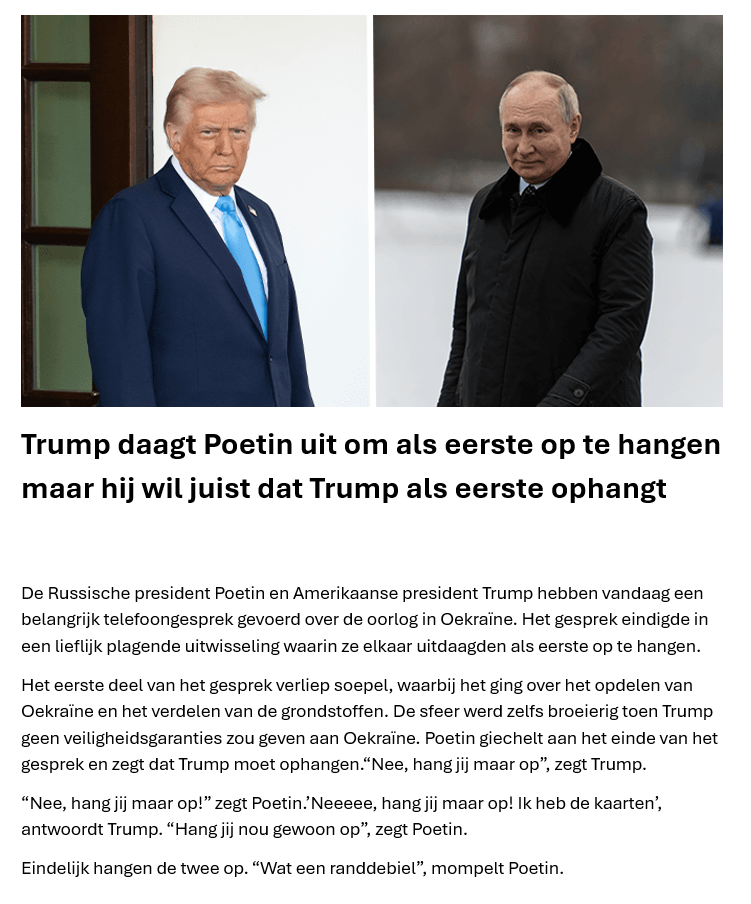 Trump daagt Poetin uit om als eerste op te hangen
maar hij wil juist dat Trump als eerste ophangt
De Russische president Poetin en Amerikaanse president Trump hebben vandaag een
belangrijk telefoongesprek gevoerd over de oorlog in Oekraïne. Het gesprek eindigde in
een lieflijk plagende uitwisseling waarin ze elkaar uitdaagden als eerste op te hangen.
Het eerste deel van het gesprek verliep soepel, waarbij het ging over het opdelen van
Oekraïne en het verdelen van de grondstoffen. De sfeer werd zelfs broeierig toen Trump
geen veiligheidsgaranties zou geven aan Oekraïne. Poetin giechelt aan het einde van het
gesprek en zegt dat Trump moet ophangen.“Nee, hang jij maar op”, zegt Trump.
“Nee, hang jij maar op!” zegt Poetin.’Neeeee, hang jij maar op! Ik heb de kaarten’,
antwoordt Trump. “Hang jij nou gewoon op”, zegt Poetin.
Eindelijk hangen de twee op. “Wat een randdebiel”, mompelt Poetin.